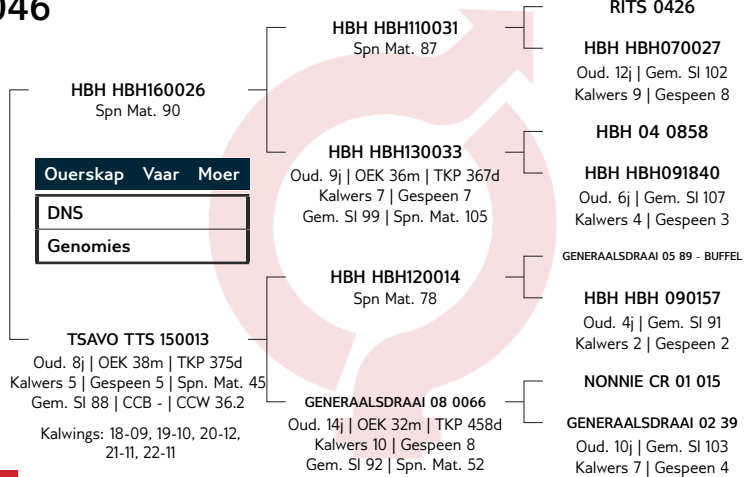 046
HBH HBH160026
Spn Mat. 90
Ouerskap Vaar Moer
DNS
Genomies
TSAVO TTS 150013
Oud. 8j | OEK 38m | TKP 375d
Kalwers 5 | Gespeen 5 | Spn. Mat. 45
Gem. SI 88 | CCB - | CCW 36.2
Kalwings: 18-09, 19-10, 20-12,
21-11, 22-11
HBH HBH110031
Spn Mat. 87
HBH HBH130033
Oud. 9j | OEK 36m | TKP 367d
Kalwers 7 | Gespeen 7
Gem. SI 99 | Spn. Mat. 105
HBH HBH120014
Spn Mat. 78
GENERAALSDRAAI 08 0066
Oud. 14j | OEK 32m | TKP 458d
Kalwers 10 | Gespeen 8
Gem. SI 92 | Spn. Mat. 52
RITS 0426
HBH HBH070027
Oud. 12j | Gem. SI 102
Kalwers 9 | Gespeen 8
HBH 04 0858
HBH HBH091840
Oud. 6j | Gem. SI 107
Kalwers 4 | Gespeen 3
GENERAALSDRAAI 05 89 - BUFFEL
HBH HBH 090157
Oud. 4j | Gem. SI 91
Kalwers 2 | Gespeen 2
NONNIE CR 01 015
GENERAALSDRAAI 02 39
Oud. 10j | Gem. SI 103
Kalwers 7 | Gespeen 4